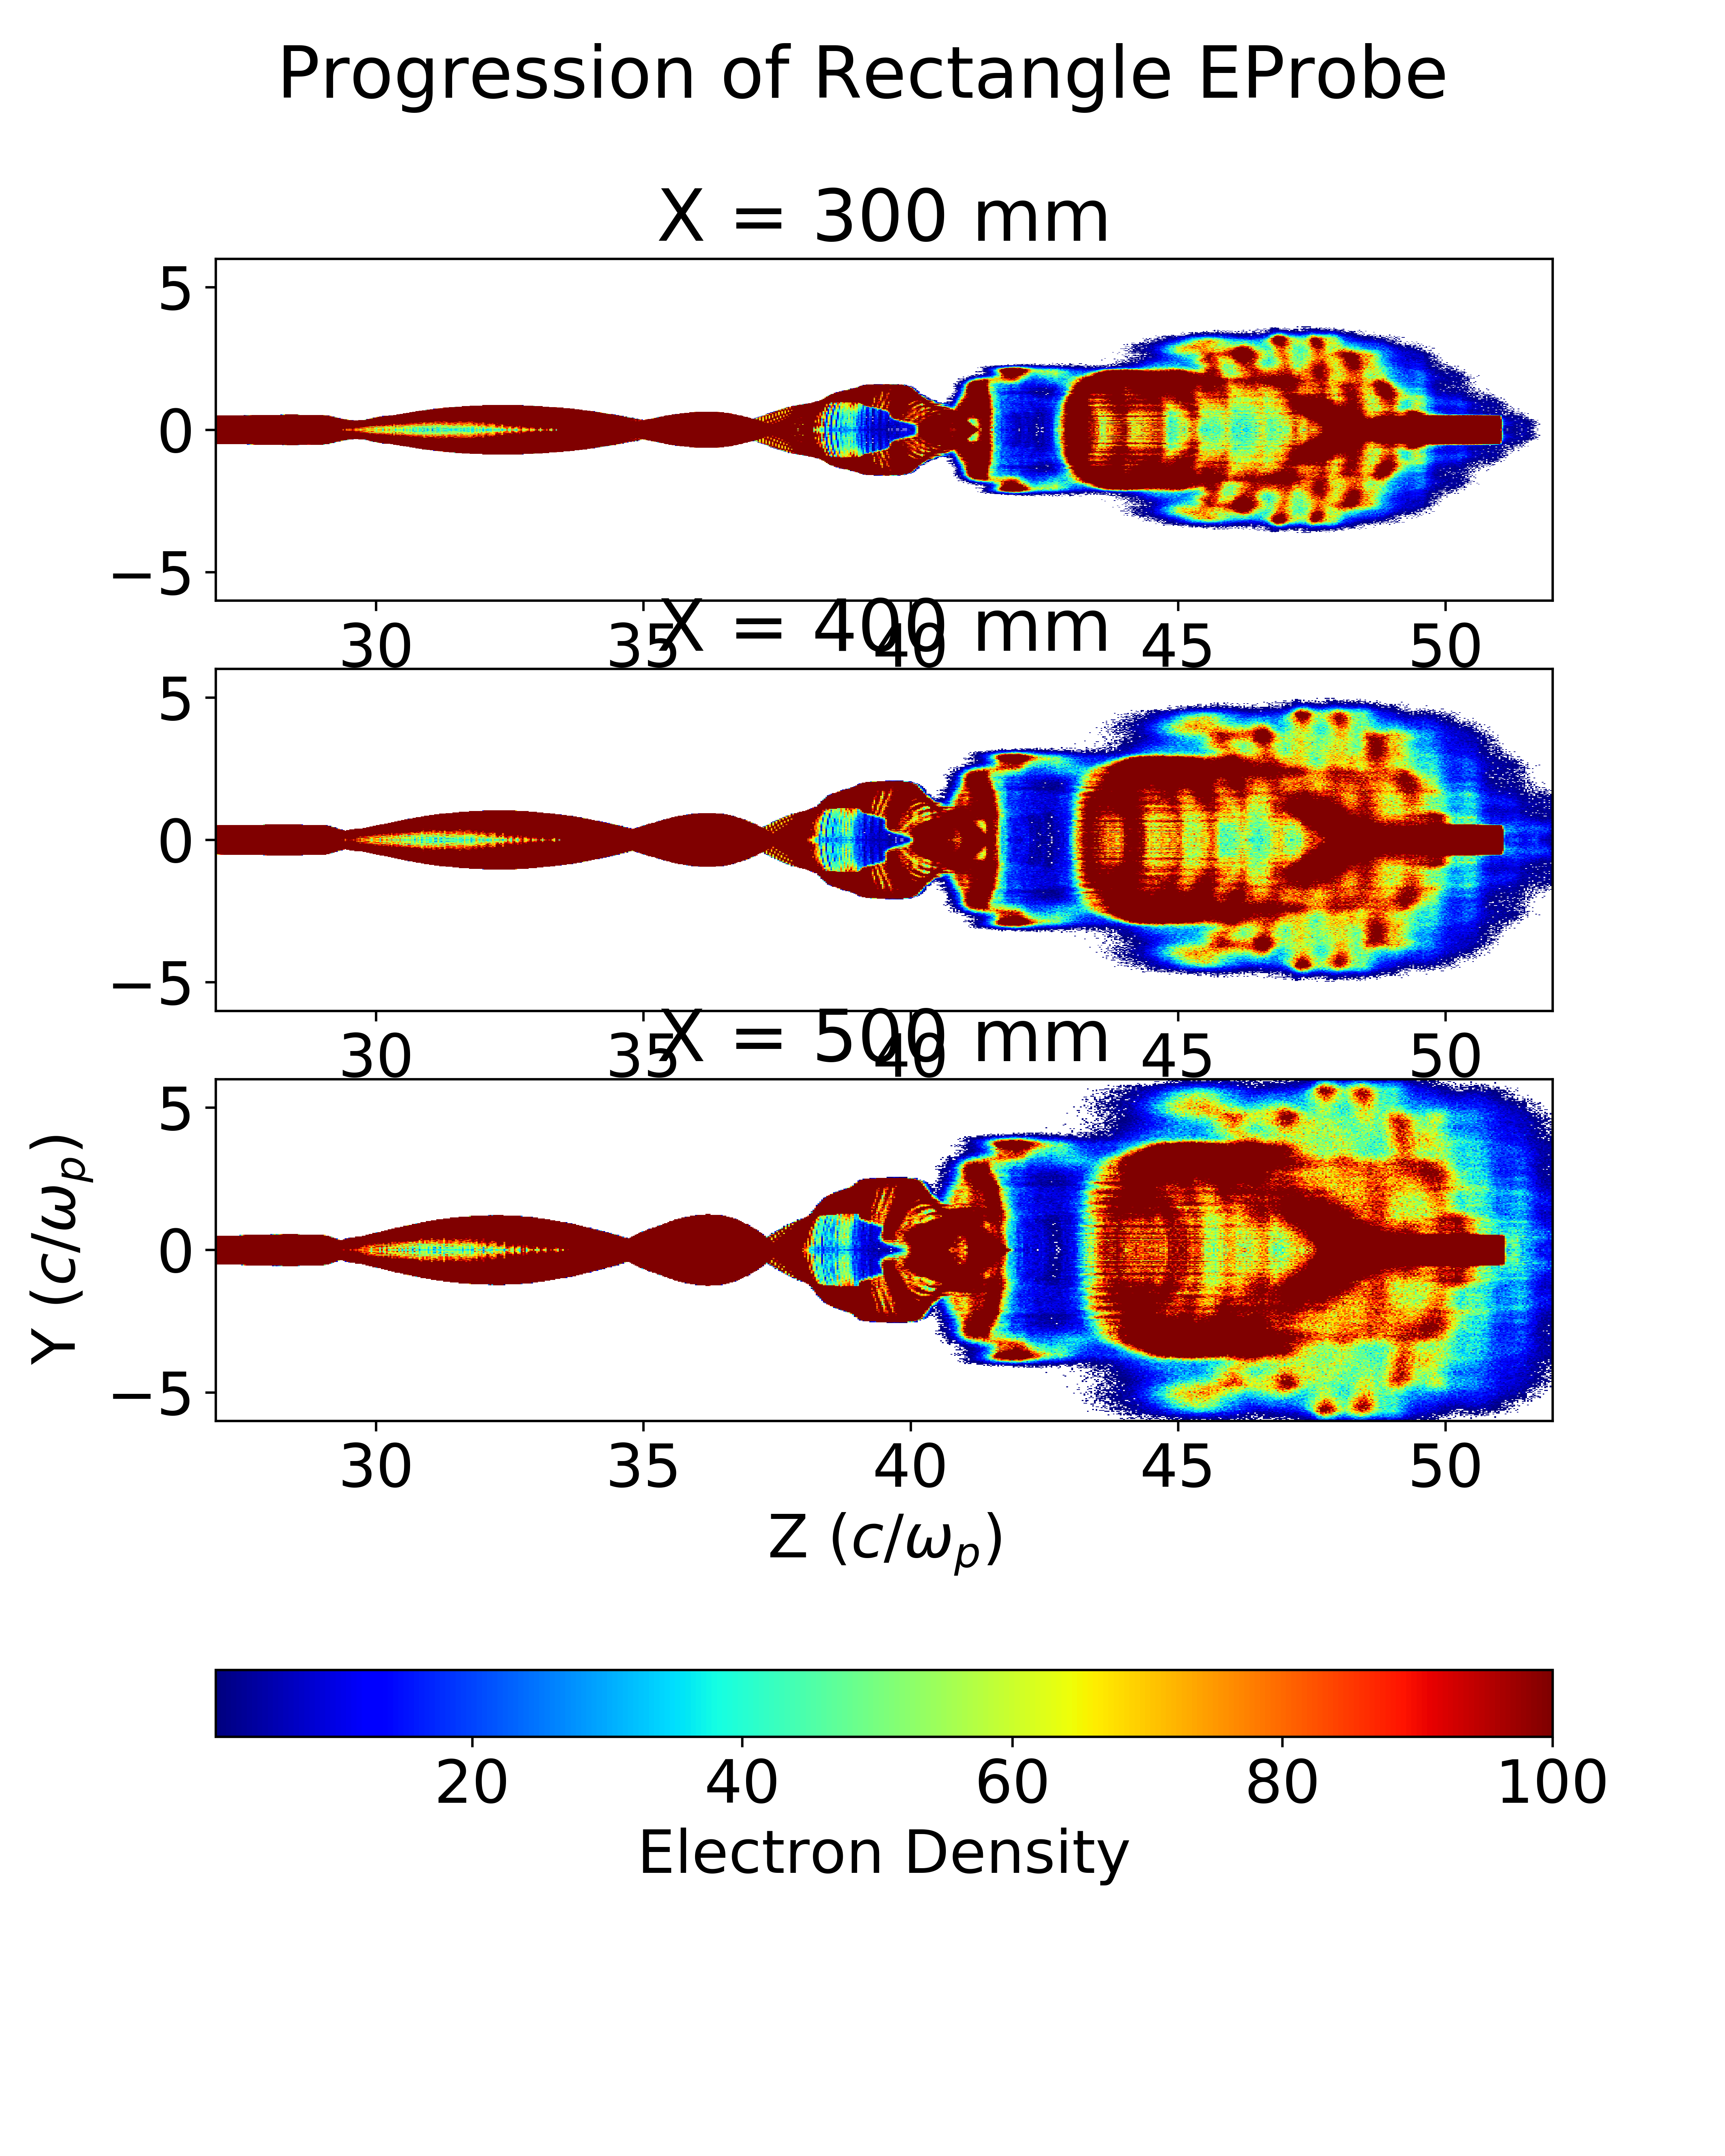 Progression of Rectangle EProbe
X = 300 mm
5
0
−5
30 35 40 45 50
X = 400 mm
5
0
−5
30 35 40 45 50
X = 500 mm
5
0
−5
Y (c/ωₚ)
30 35 40 45 50
Z (c/ωₚ)
20 40 60 80 100
Electron Density